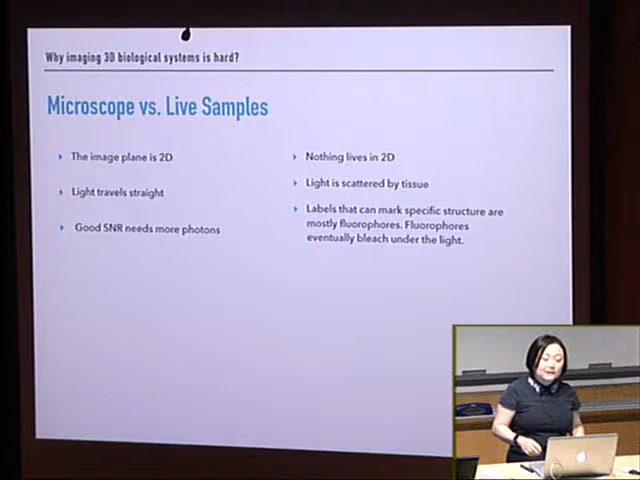 Why imaging 3D biological systems is hard?
Microscope vs. Live Samples
The image plane is 2D
Light travels straight
Good SNR needs more photons
Nothing lives in 2D
Light is scattered by tissue
Labels that can mark specific structure are
mostly fluorophores. Fluorophores
eventually bleach under the light.